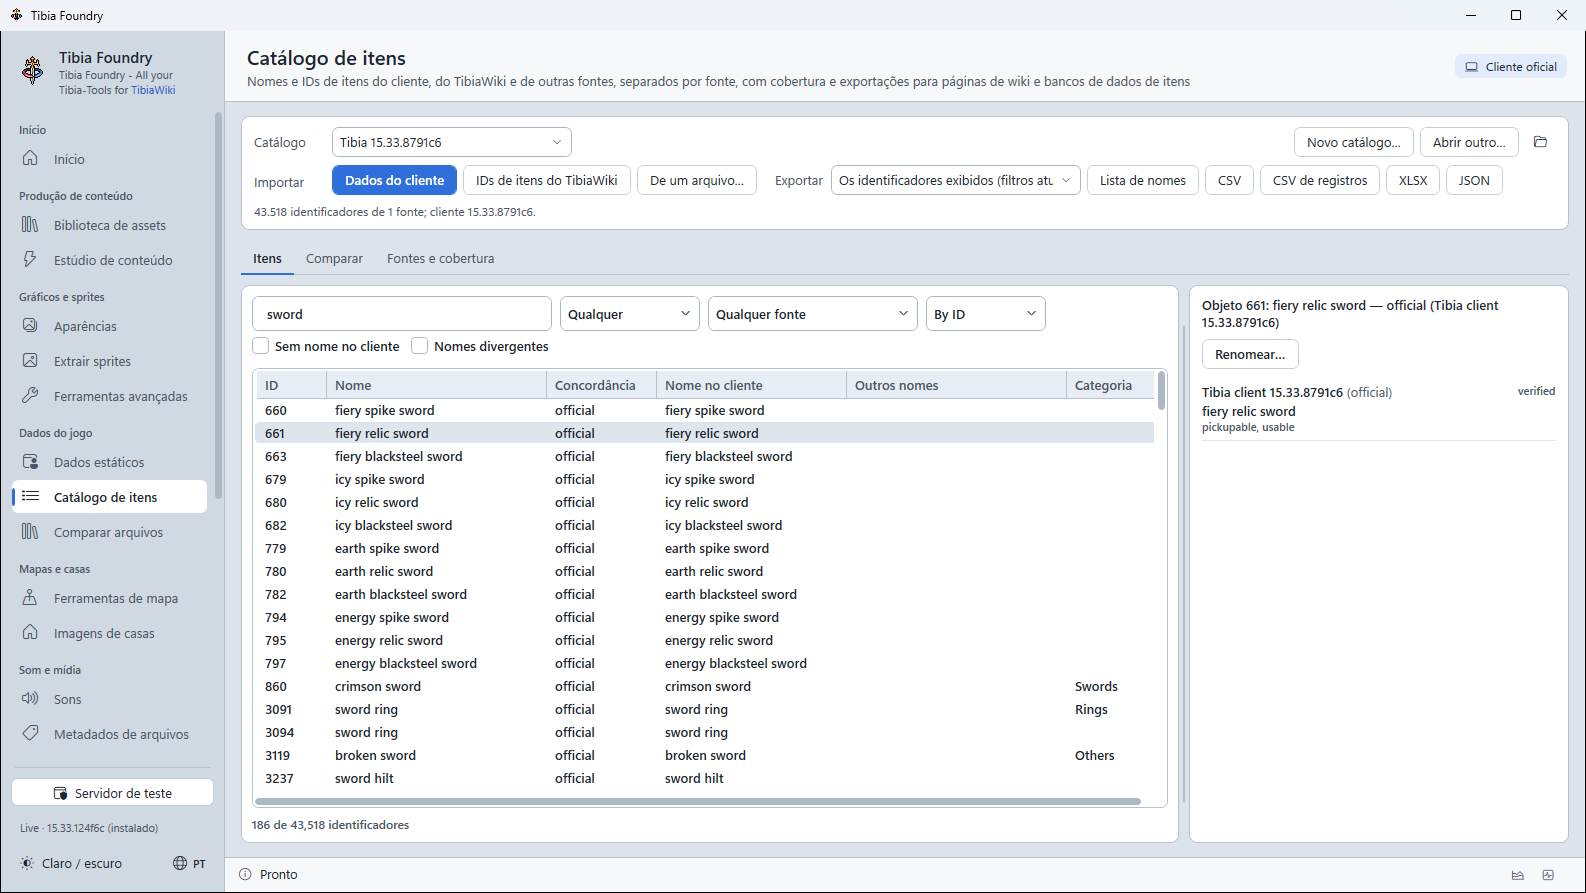 Tibia Foundry
Tibia Foundry
Tibia Foundry - All your
Tibia-Tools for TibiaWiki
Início
Início
Produção de conteúdo
Biblioteca de assets
Estúdio de conteúdo
Gráficos e sprites
Aparências
Extrair sprites
Ferramentas avançadas
Dados do jogo
Dados estáticos
Catálogo de itens
Comparar arquivos
Mapas e casas
Ferramentas de mapa
Imagens de casas
Som e mídia
Sons
Metadados de arquivos
Servidor de teste
Live · 15.33.124f6c (instalado)
Claro / escuro PT
Catálogo de itens
Nomes e IDs de itens do cliente, do TibiaWiki e de outras fontes, separados por fonte, com cobertura e exportações para páginas de wiki e bancos de dados de itens
Cliente oficial
Catálogo Tibia 15.33.8791c6 Novo catálogo... Abrir outro...
Importar Dados do cliente IDs de itens do TibiaWiki De um arquivo... Exportar Os identificadores exibidos (filtros atu Lista de nomes CSV CSV de registros XLSX JSON
43.518 identificadores de 1 fonte; cliente 15.33.8791c6.
Itens Comparar Fontes e cobertura
sword Qualquer Qualquer fonte By ID
Sem nome no cliente Nomes divergentes
ID Nome Concordância Nome no cliente Outros nomes Categoria
660 fiery spike sword official fiery spike sword
661 fiery relic sword official fiery relic sword
663 fiery blacksteel sword official fiery blacksteel sword
679 icy spike sword official icy spike sword
680 icy relic sword official icy relic sword
682 icy blacksteel sword official icy blacksteel sword
779 earth spike sword official earth spike sword
780 earth relic sword official earth relic sword
782 earth blacksteel sword official earth blacksteel sword
794 energy spike sword official energy spike sword
795 energy relic sword official energy relic sword
797 energy blacksteel sword official energy blacksteel sword
860 crimson sword official crimson sword Swords
3091 sword ring official sword ring Rings
3094 sword ring official sword ring
3119 broken sword official broken sword Others
3237 sword hilt official sword hilt
186 de 43,518 identificadores
Objeto 661: fiery relic sword — official (Tibia client
15.33.8791c6)
Renomear...
Tibia client 15.33.8791c6 (official) verified
fiery relic sword
pickupable, usable
Pronto